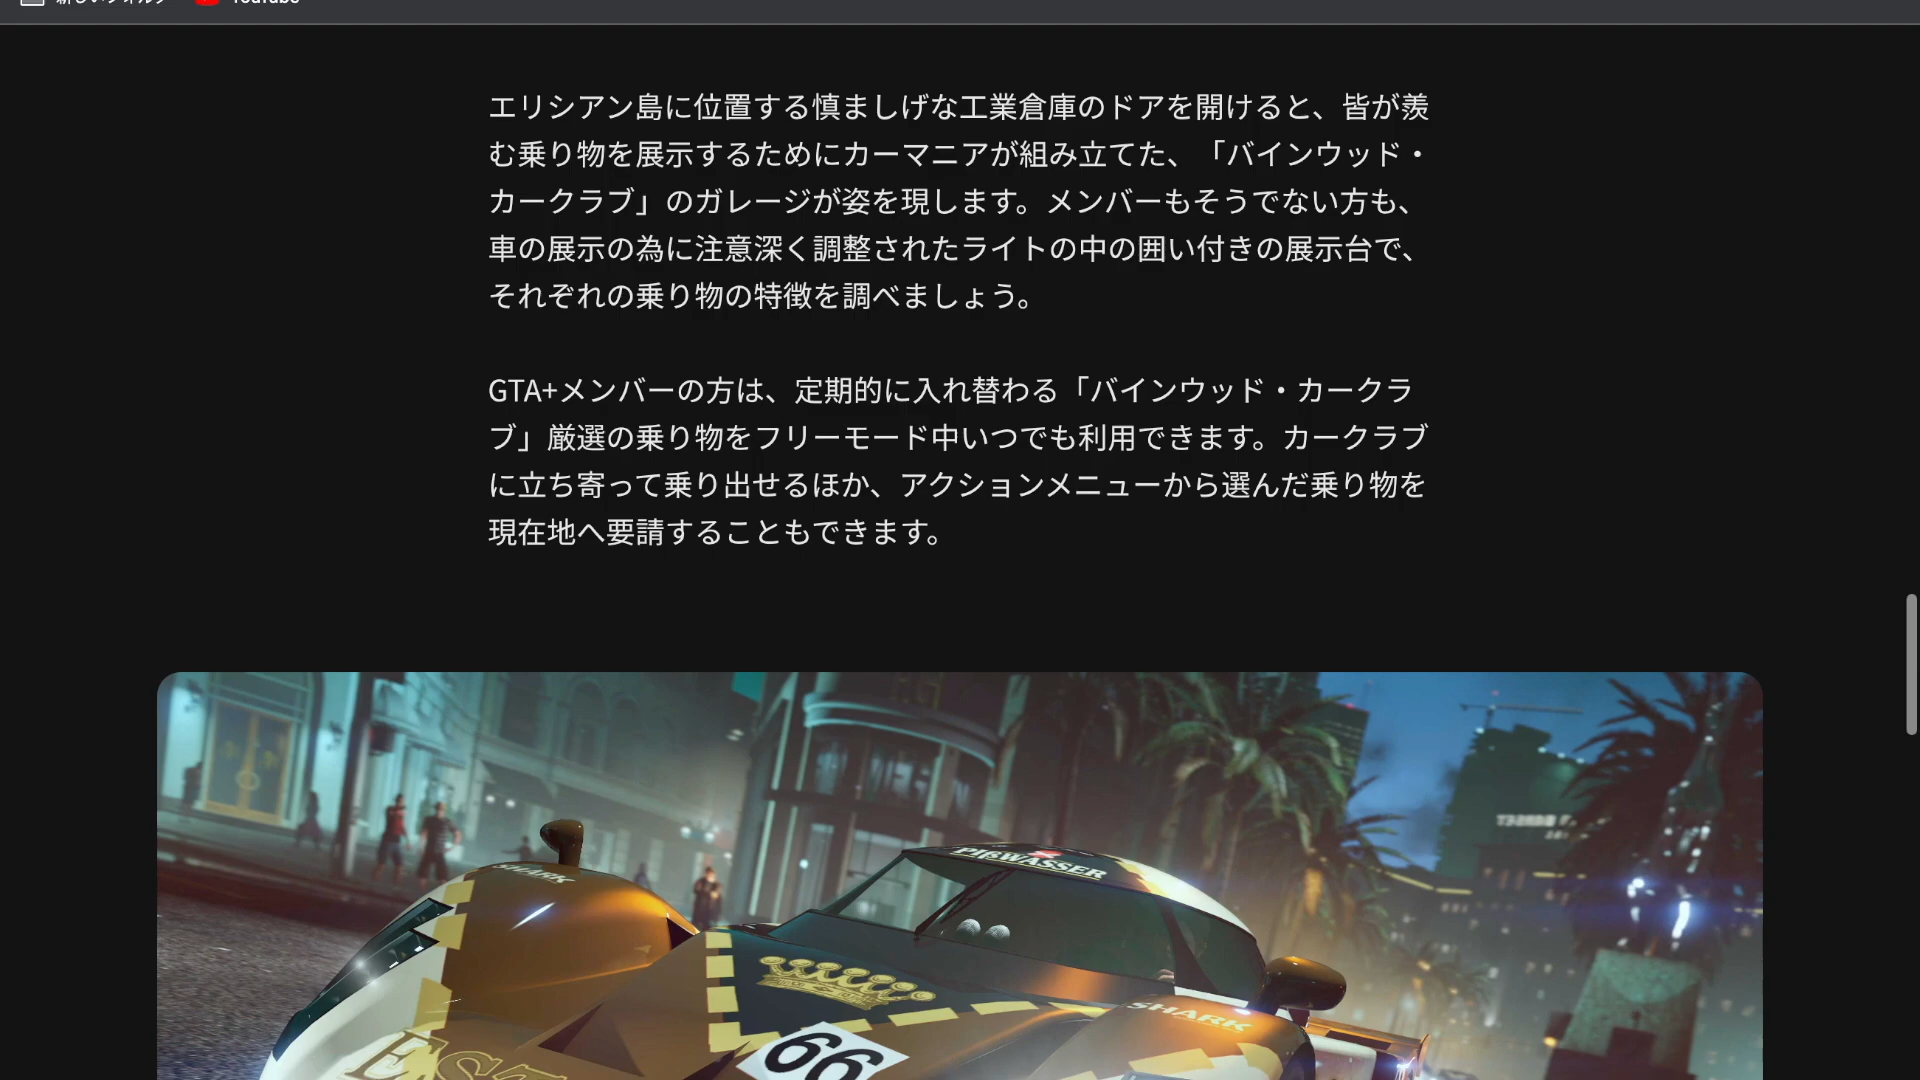 YouTube
エリシアン島に位置する慎ましげな工業倉庫のドアを開けると、皆が羨
む乗り物を展示するためにカーマニアが組み立てた、「バインウッド・
カークラブ」のガレージが姿を現します。メンバーもそうでない方も、
車の展示の為に注意深く調整されたライトの中の囲い付きの展示台で、
それぞれの乗り物の特徴を調べましょう。
GTA+メンバーの方は、定期的に入れ替わる「バインウッド・カークラ
ブ」厳選の乗り物をフリーモード中いつでも利用できます。カークラブ
に立ち寄って乗り出せるほか、アクションメニューから選んだ乗り物を
現在地へ要請することもできます。
PIßWASSER
SHARK
SHARK
66